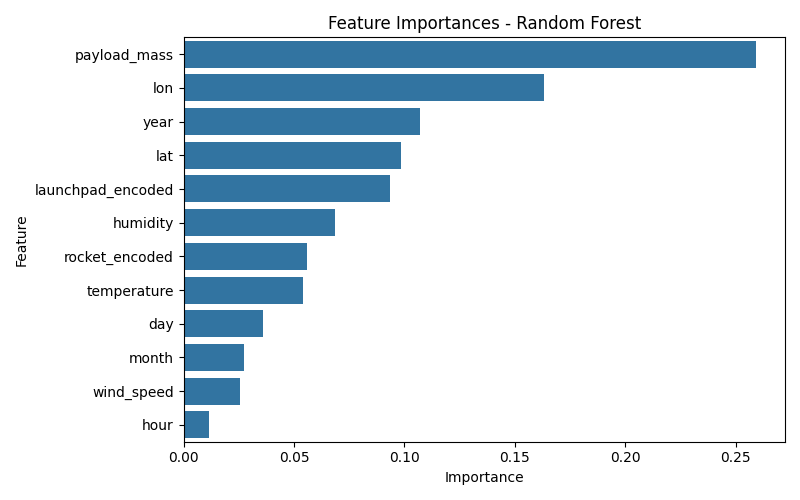 Feature Importances - Random Forest
payload_mass
lon
year
lat
launchpad_encoded
humidity
rocket_encoded
temperature
day
month
wind_speed
hour
Feature
0.00 0.05 0.10 0.15 0.20 0.25
Importance